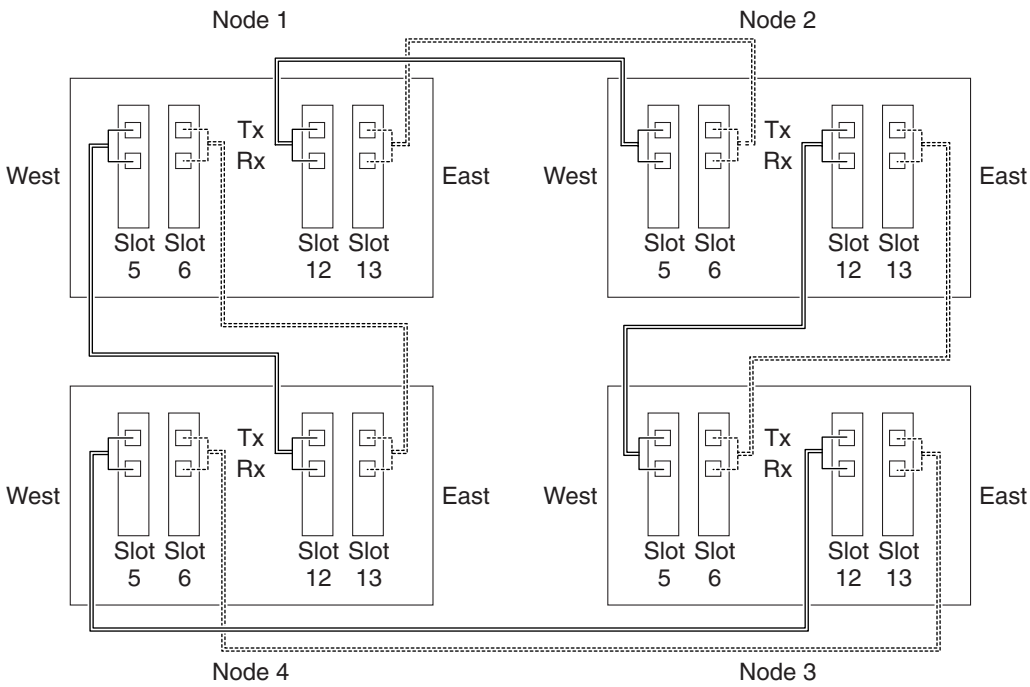 Node 1
Node 2
Tx
Rx
West
East
Slot 5
Slot 6
Slot 12
Slot 13
Tx
Rx
West
East
Slot 5
Slot 6
Slot 12
Slot 13
Tx
Rx
West
East
Slot 5
Slot 6
Slot 12
Slot 13
Tx
Rx
West
East
Slot 5
Slot 6
Slot 12
Slot 13
Node 4
Node 3